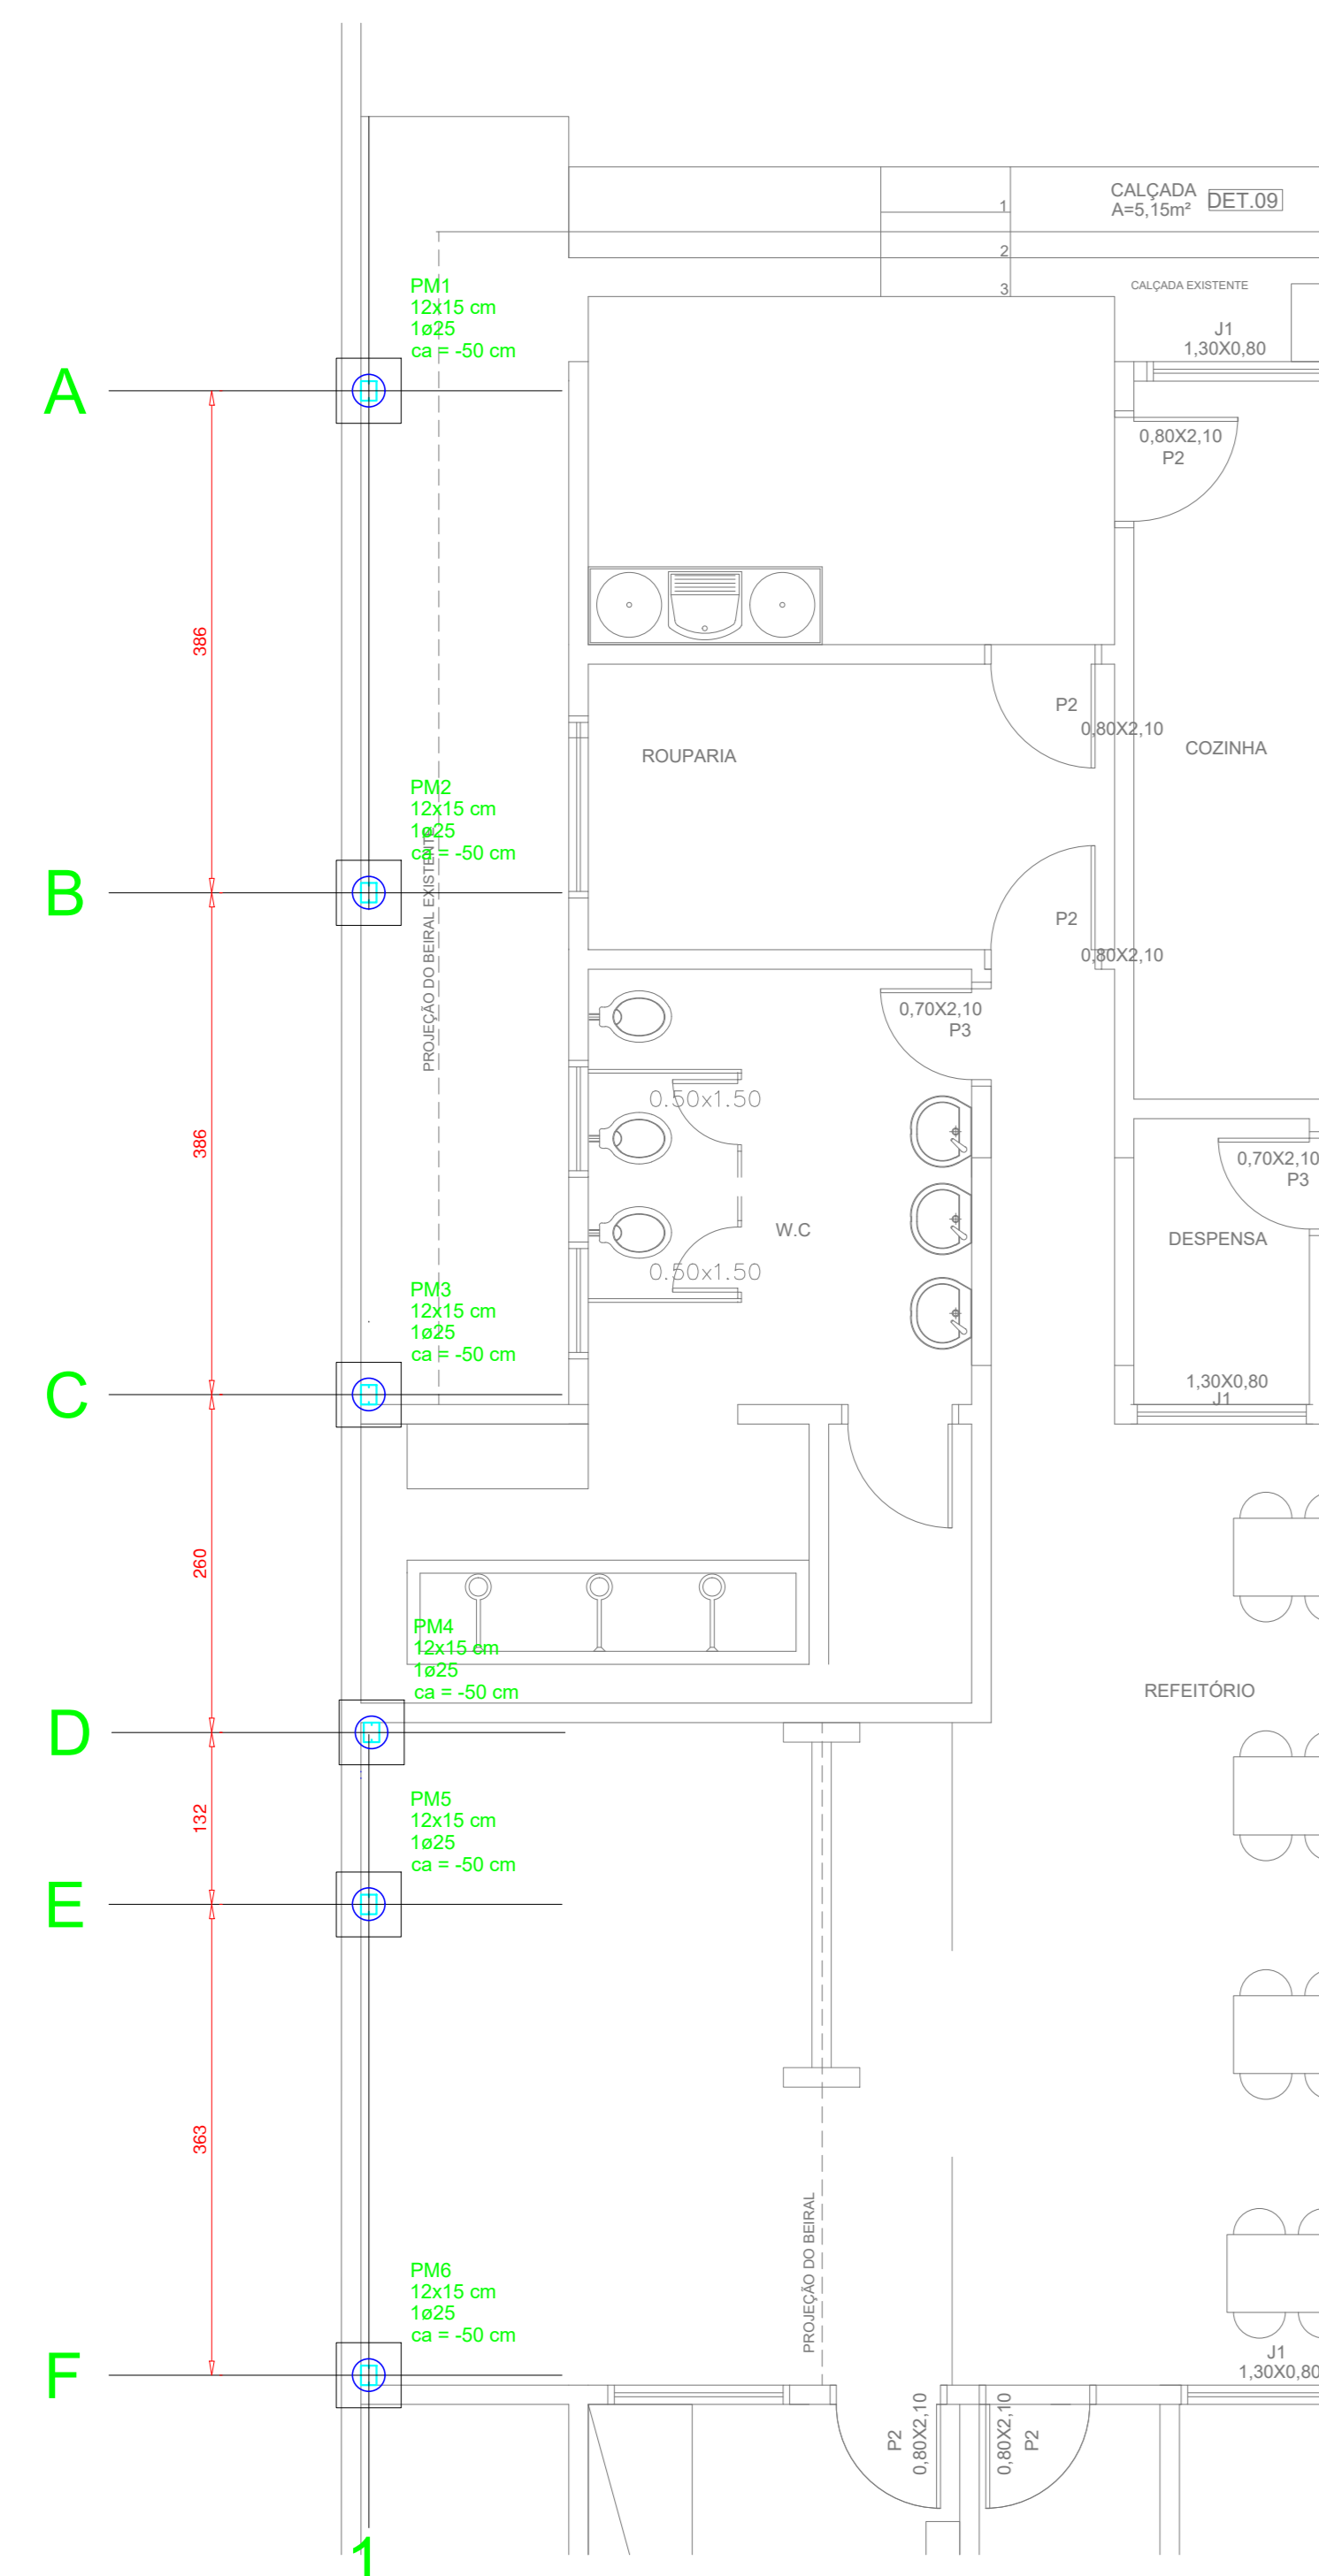 CALÇADA
A=5,15m²
DET.09
1
2
3
CALÇADA EXISTENTE
J1
1,30X0,80
PM1
12x15 cm
1ø25
ca = -50 cm
A
0,80X2,10
P2
386
P2
0,80X2,10
ROUPARIA
COZINHA
PM2
12x15 cm
1ø25
ca = -50 cm
B
PROJEÇÃO DO BEIRAL EXISTENTE
P2
0,80X2,10
0,70X2,10
P3
0.50x1.50
386
0,70X2,10
P3
W.C
DESPENSA
0.50x1.50
PM3
12x15 cm
1ø25
ca = -50 cm
C
1,30X0,80
J1
260
PM4
12x15 cm
1ø25
ca = -50 cm
REFEITÓRIO
D
132
PM5
12x15 cm
1ø25
ca = -50 cm
E
363
PROJEÇÃO DO BEIRAL
PM6
12x15 cm
1ø25
ca = -50 cm
F
J1
1,30X0,80
P2
0,80X2,10
0,80X2,10
P2
1